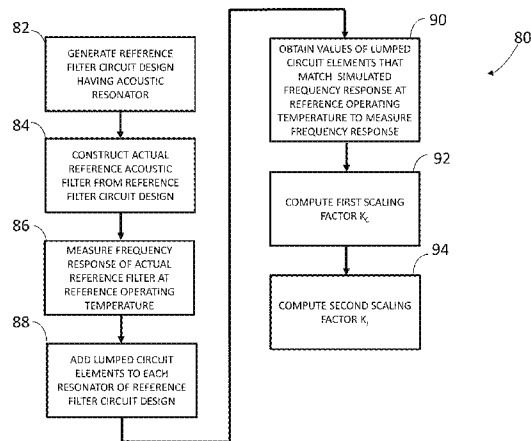 82
GENERATE REFERENCE
FILTER CIRCUIT DESIGN
HAVING ACOUSTIC
RESONATOR
84
CONSTRUCT ACTUAL
REFERENCE ACOUSTIC
FILTER FROM REFERENCE
FILTER CIRCUIT DESIGN
86
MEASURE FREQUENCY
RESPONSE OF ACTUAL
REFERENCE FILTER AT
REFERENCE OPERATING
TEMPERATURE
88
ADD LUMPED CIRCUIT
ELEMENTS TO EACH
RESONATOR OF REFERENCE
FILTER CIRCUIT DESIGN
90
OBTAIN VALUES OF LUMPED
CIRCUIT ELEMENTS THAT
MATCH SIMULATED
FREQUENCY RESPONSE AT
REFERENCE OPERATING
TEMPERATURE TO MEASURE
FREQUENCY RESPONSE
92
COMPUTE FIRST SCALING
FACTOR KC
94
COMPUTE SECOND SCALING
FACTOR K
80